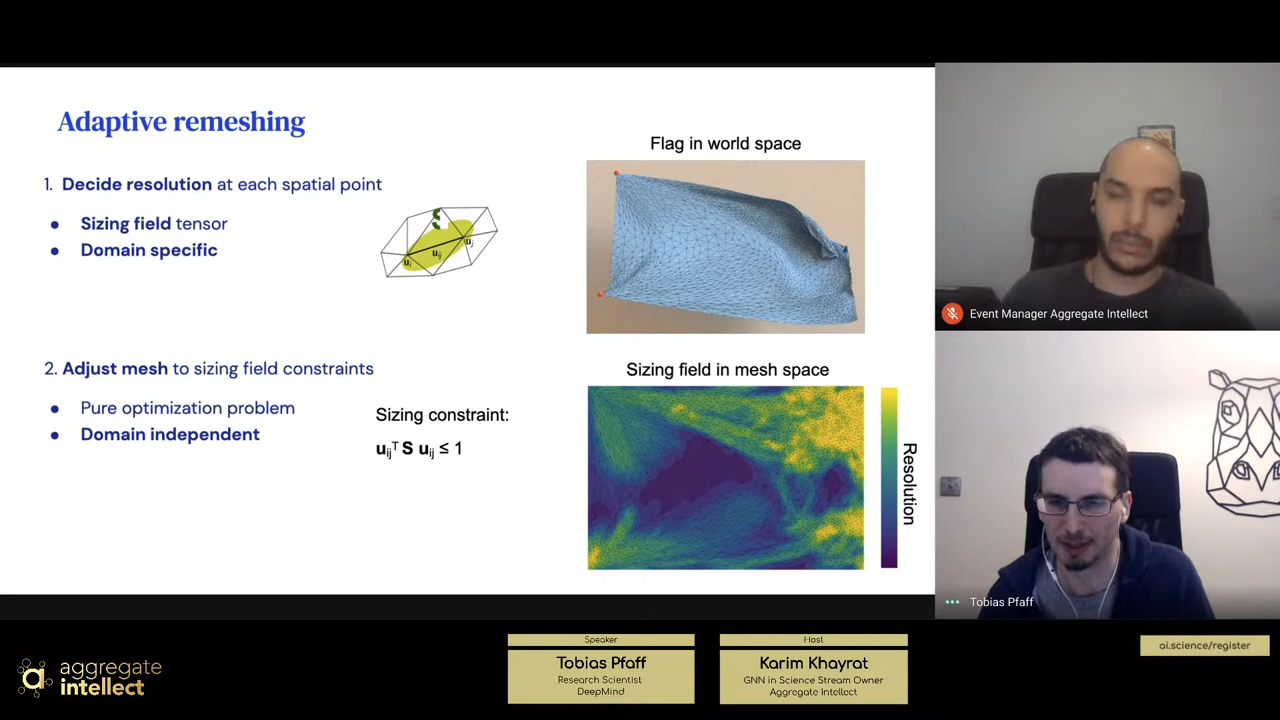 Adaptive remeshing
1. Decide resolution at each spatial point
● Sizing field tensor
● Domain specific
S
uᵢ
uᵢⱼ
uⱼ
2. Adjust mesh to sizing field constraints
● Pure optimization problem
● Domain independent
Sizing constraint:
uᵢⱼᵀ S uᵢⱼ ≤ 1
Flag in world space
Sizing field in mesh space
Resolution
Event Manager Aggregate Intellect
Tobias Pfaff
aggregate
intellect
Speaker
Tobias Pfaff
Research Scientist
DeepMind
Host
Karim Khayrat
GNN in Science Stream Owner
Aggregate Intellect
ai.science/register